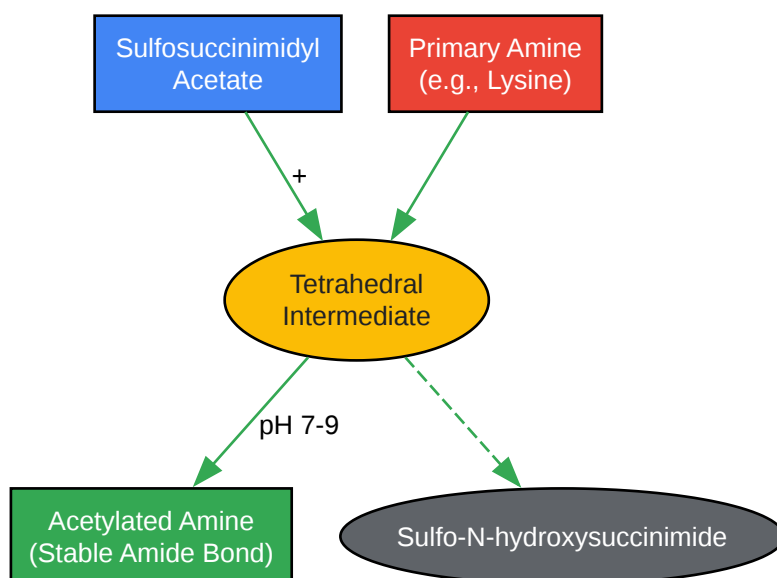 Sulfosuccinimidyl
Acetate
Primary Amine
(e.g., Lysine)
+
Tetrahedral
Intermediate
pH 7-9
Acetylated Amine
(Stable Amide Bond)
Sulfo-N-hydroxysuccinimide